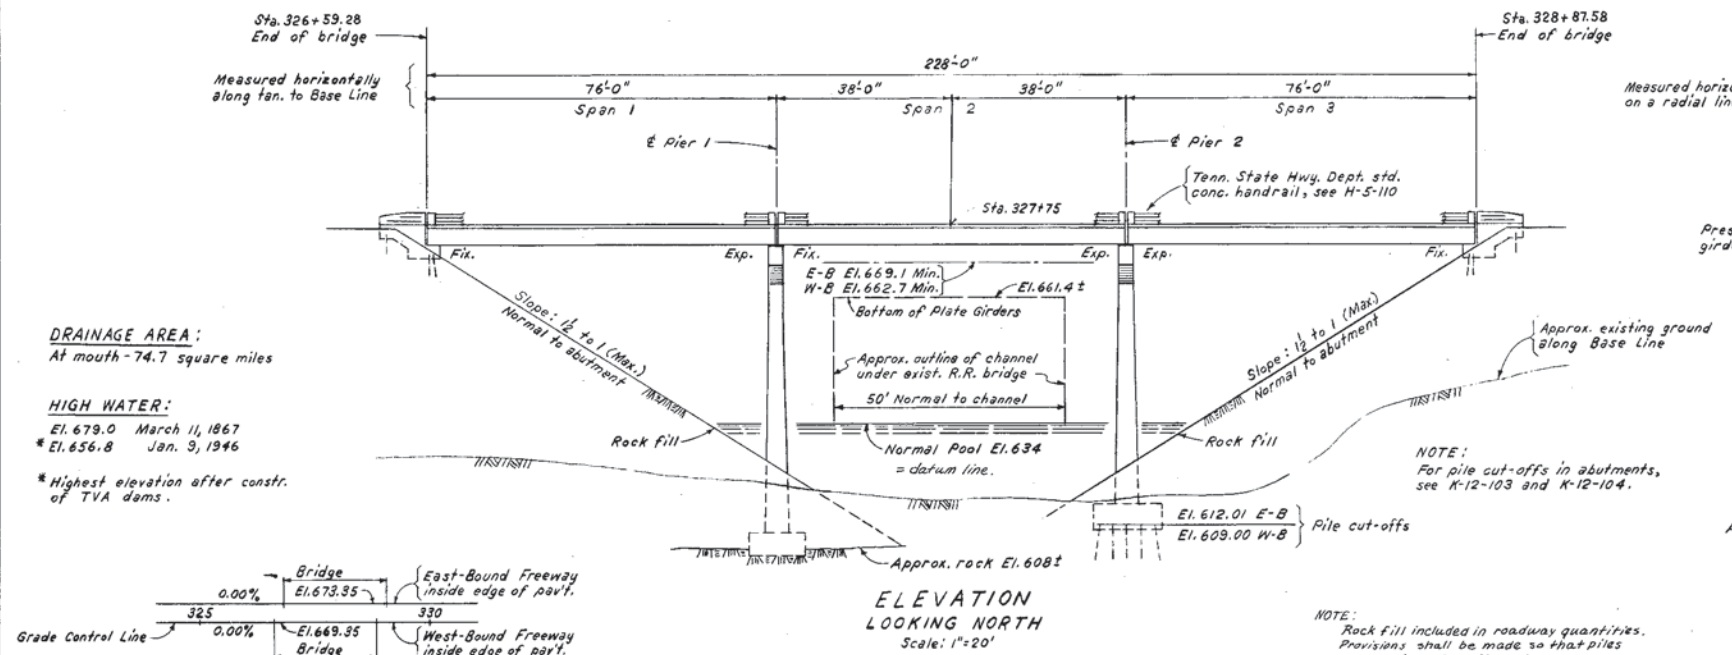 Sta. 326+59.28
End of bridge
Sta. 328+87.58
End of bridge
228'-0"
Measured horizontally
along tan. to Base Line
76'-0"
38'-0"
38'-0"
76'-0"
Span 1
Span 2
Span 3
Measured horiz
on a radial lin
℄ Pier 1
℄ Pier 2
Tenn. State Hwy. Dept. std.
conc. handrail, see H-5-110
Sta. 327+75
Pres
gird
Fix.
Exp.
Fix.
Exp.
Exp.
Fix.
E-B El. 669.1 Min.
W-B El. 662.7 Min.
El. 661.4 ±
Bottom of Plate Girders
Slope: 1½ to 1 (Max.)
Normal to abutment
Slope: 1½ to 1 (Max.)
Normal to abutment
Approx. existing ground
along Base Line
DRAINAGE AREA:
At mouth - 74.7 square miles
Approx. outline of channel
under exist. R.R. bridge
50' Normal to channel
HIGH WATER:
El. 679.0 March 11, 1867
* El. 656.8 Jan. 9, 1946
* Highest elevation after constr.
of TVA dams.
Rock fill
Normal Pool El. 634
= datum line.
Rock fill
NOTE:
For pile cut-offs in abutments,
see K-12-103 and K-12-104.
El. 612.01 E-B
El. 609.00 W-B
Pile cut-offs
Approx. rock El. 608±
Bridge
0.00%
El. 673.35
East-Bound Freeway
inside edge of pav't.
325
330
Grade Control Line
0.00%
El. 669.35
Bridge
West-Bound Freeway
inside edge of pav't.
ELEVATION
LOOKING NORTH
Scale: 1"=20'
NOTE:
Rock fill included in roadway quantities.
Provisions shall be made so that piles